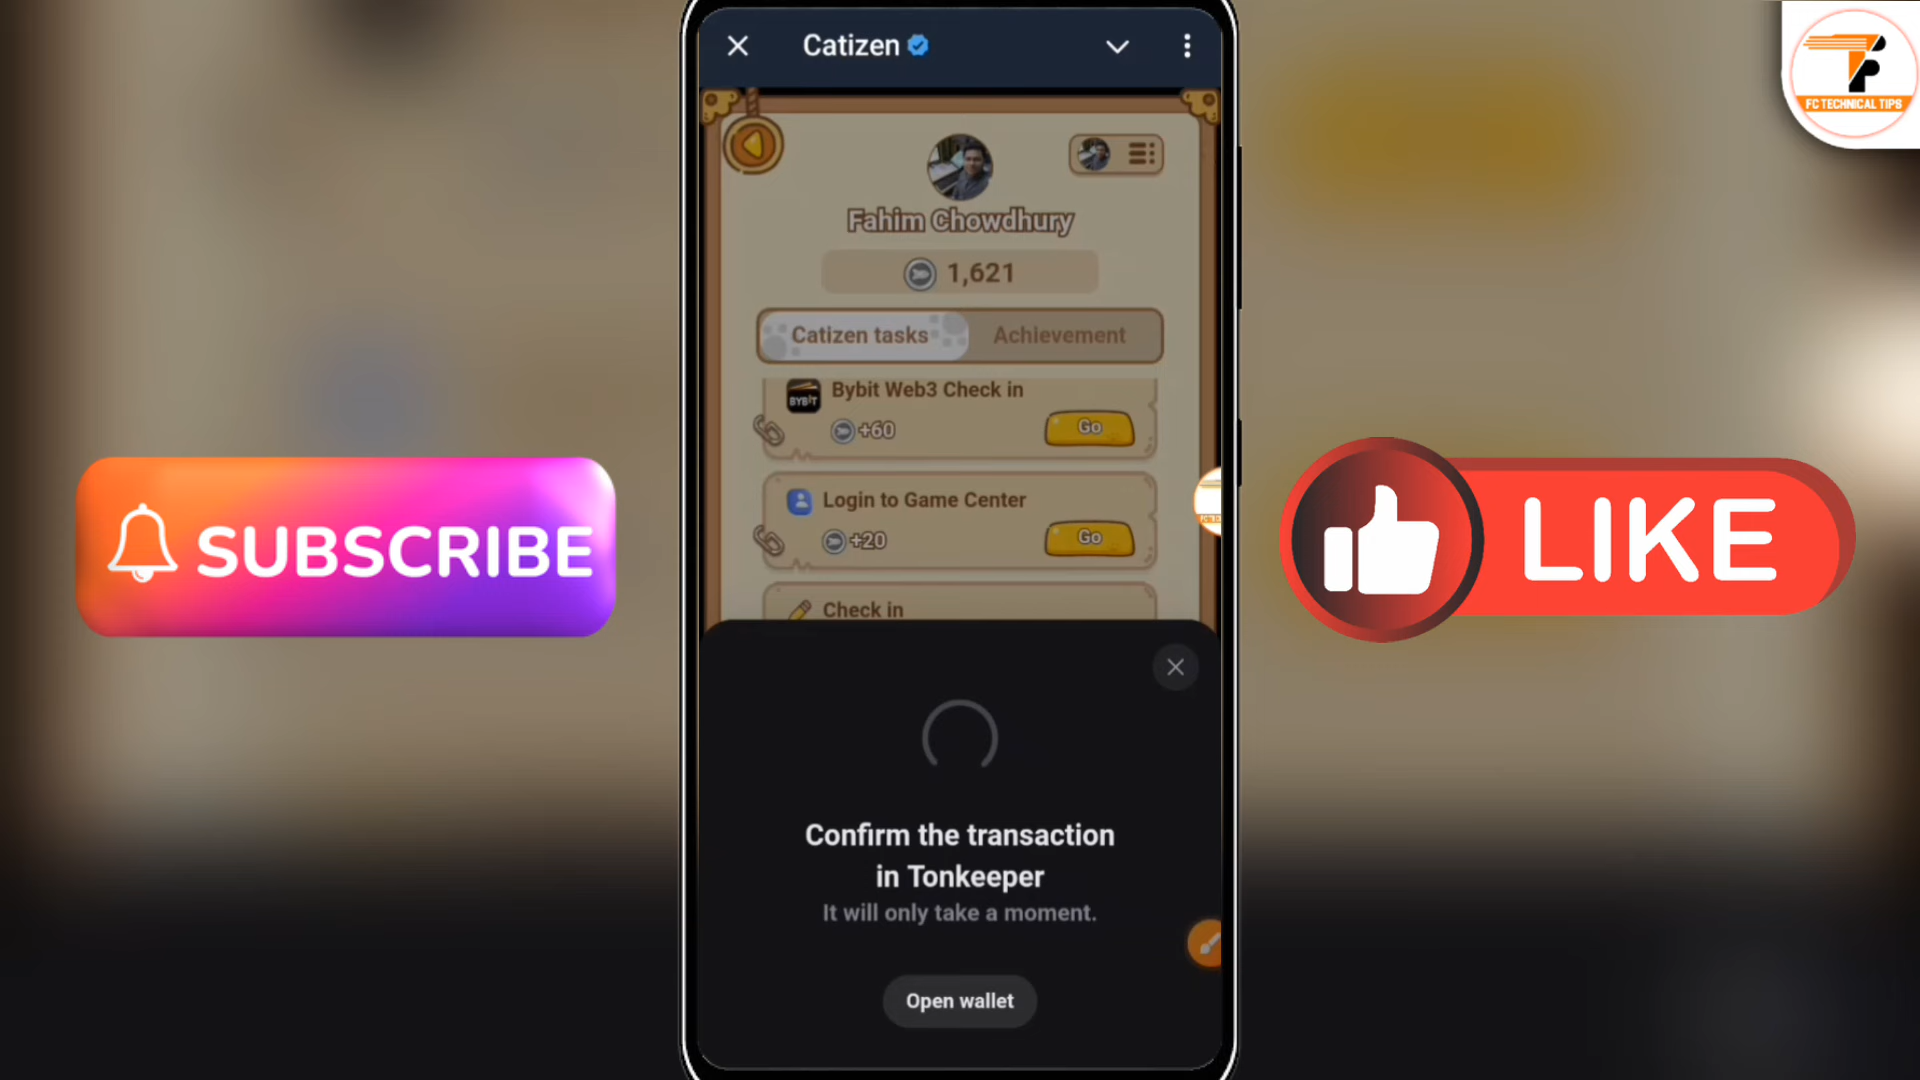 Catizen
FC TECHNICAL TIPS
Fahim Chowdhury
1,621
Catizen tasks
Achievement
Bybit Web3 Check in
BYBIT
+60
Go
Login to Game Center
+20
Go
Check in
SUBSCRIBE
LIKE
Confirm the transaction
in Tonkeeper
It will only take a moment.
Open wallet